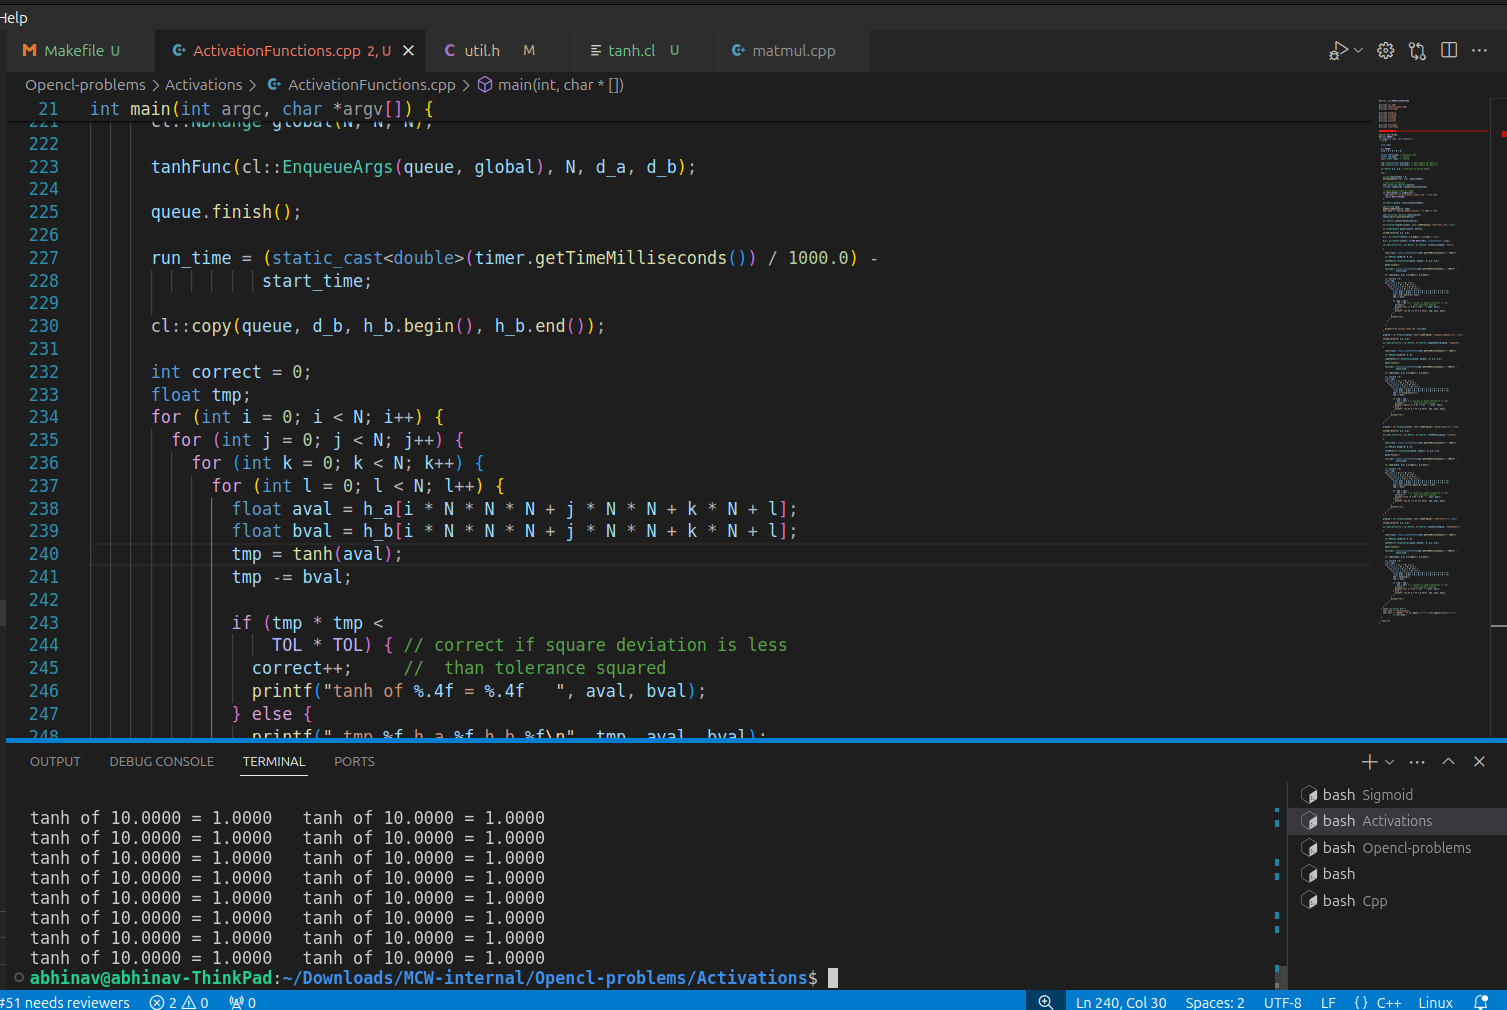 Help
Makefile U
ActivationFunctions.cpp 2, U
util.h M
tanh.cl U
matmul.cpp
Opencl-problems > Activations > ActivationFunctions.cpp > main(int, char * [])
21 int main(int argc, char *argv[]) {
221 cl::NDRange global(N, N, N);
222
223 tanhFunc(cl::EnqueueArgs(queue, global), N, d_a, d_b);
224
225 queue.finish();
226
227 run_time = (static_cast<double>(timer.getTimeMilliseconds()) / 1000.0) -
228 start_time;
229
230 cl::copy(queue, d_b, h_b.begin(), h_b.end());
231
232 int correct = 0;
233 float tmp;
234 for (int i = 0; i < N; i++) {
235 for (int j = 0; j < N; j++) {
236 for (int k = 0; k < N; k++) {
237 for (int l = 0; l < N; l++) {
238 float aval = h_a[i * N * N * N + j * N * N + k * N + l];
239 float bval = h_b[i * N * N * N + j * N * N + k * N + l];
240 tmp = tanh(aval);
241 tmp -= bval;
242
243 if (tmp * tmp <
244 TOL * TOL) { // correct if square deviation is less
245 correct++; //  than tolerance squared
246 printf("tanh of %.4f = %.4f   ", aval, bval);
247 } else {
248 printf(" tmp %f h_a %f h_b %f\n", tmp, aval, bval);
OUTPUT DEBUG CONSOLE TERMINAL PORTS
tanh of 10.0000 = 1.0000   tanh of 10.0000 = 1.0000
tanh of 10.0000 = 1.0000   tanh of 10.0000 = 1.0000
tanh of 10.0000 = 1.0000   tanh of 10.0000 = 1.0000
tanh of 10.0000 = 1.0000   tanh of 10.0000 = 1.0000
tanh of 10.0000 = 1.0000   tanh of 10.0000 = 1.0000
tanh of 10.0000 = 1.0000   tanh of 10.0000 = 1.0000
tanh of 10.0000 = 1.0000   tanh of 10.0000 = 1.0000
tanh of 10.0000 = 1.0000   tanh of 10.0000 = 1.0000
abhinav@abhinav-ThinkPad:~/Downloads/MCW-internal/Opencl-problems/Activations$
bash Sigmoid
bash Activations
bash Opencl-problems
bash
bash Cpp
#51 needs reviewers 2 0 0 Ln 240, Col 30 Spaces: 2 UTF-8 LF {} C++ Linux